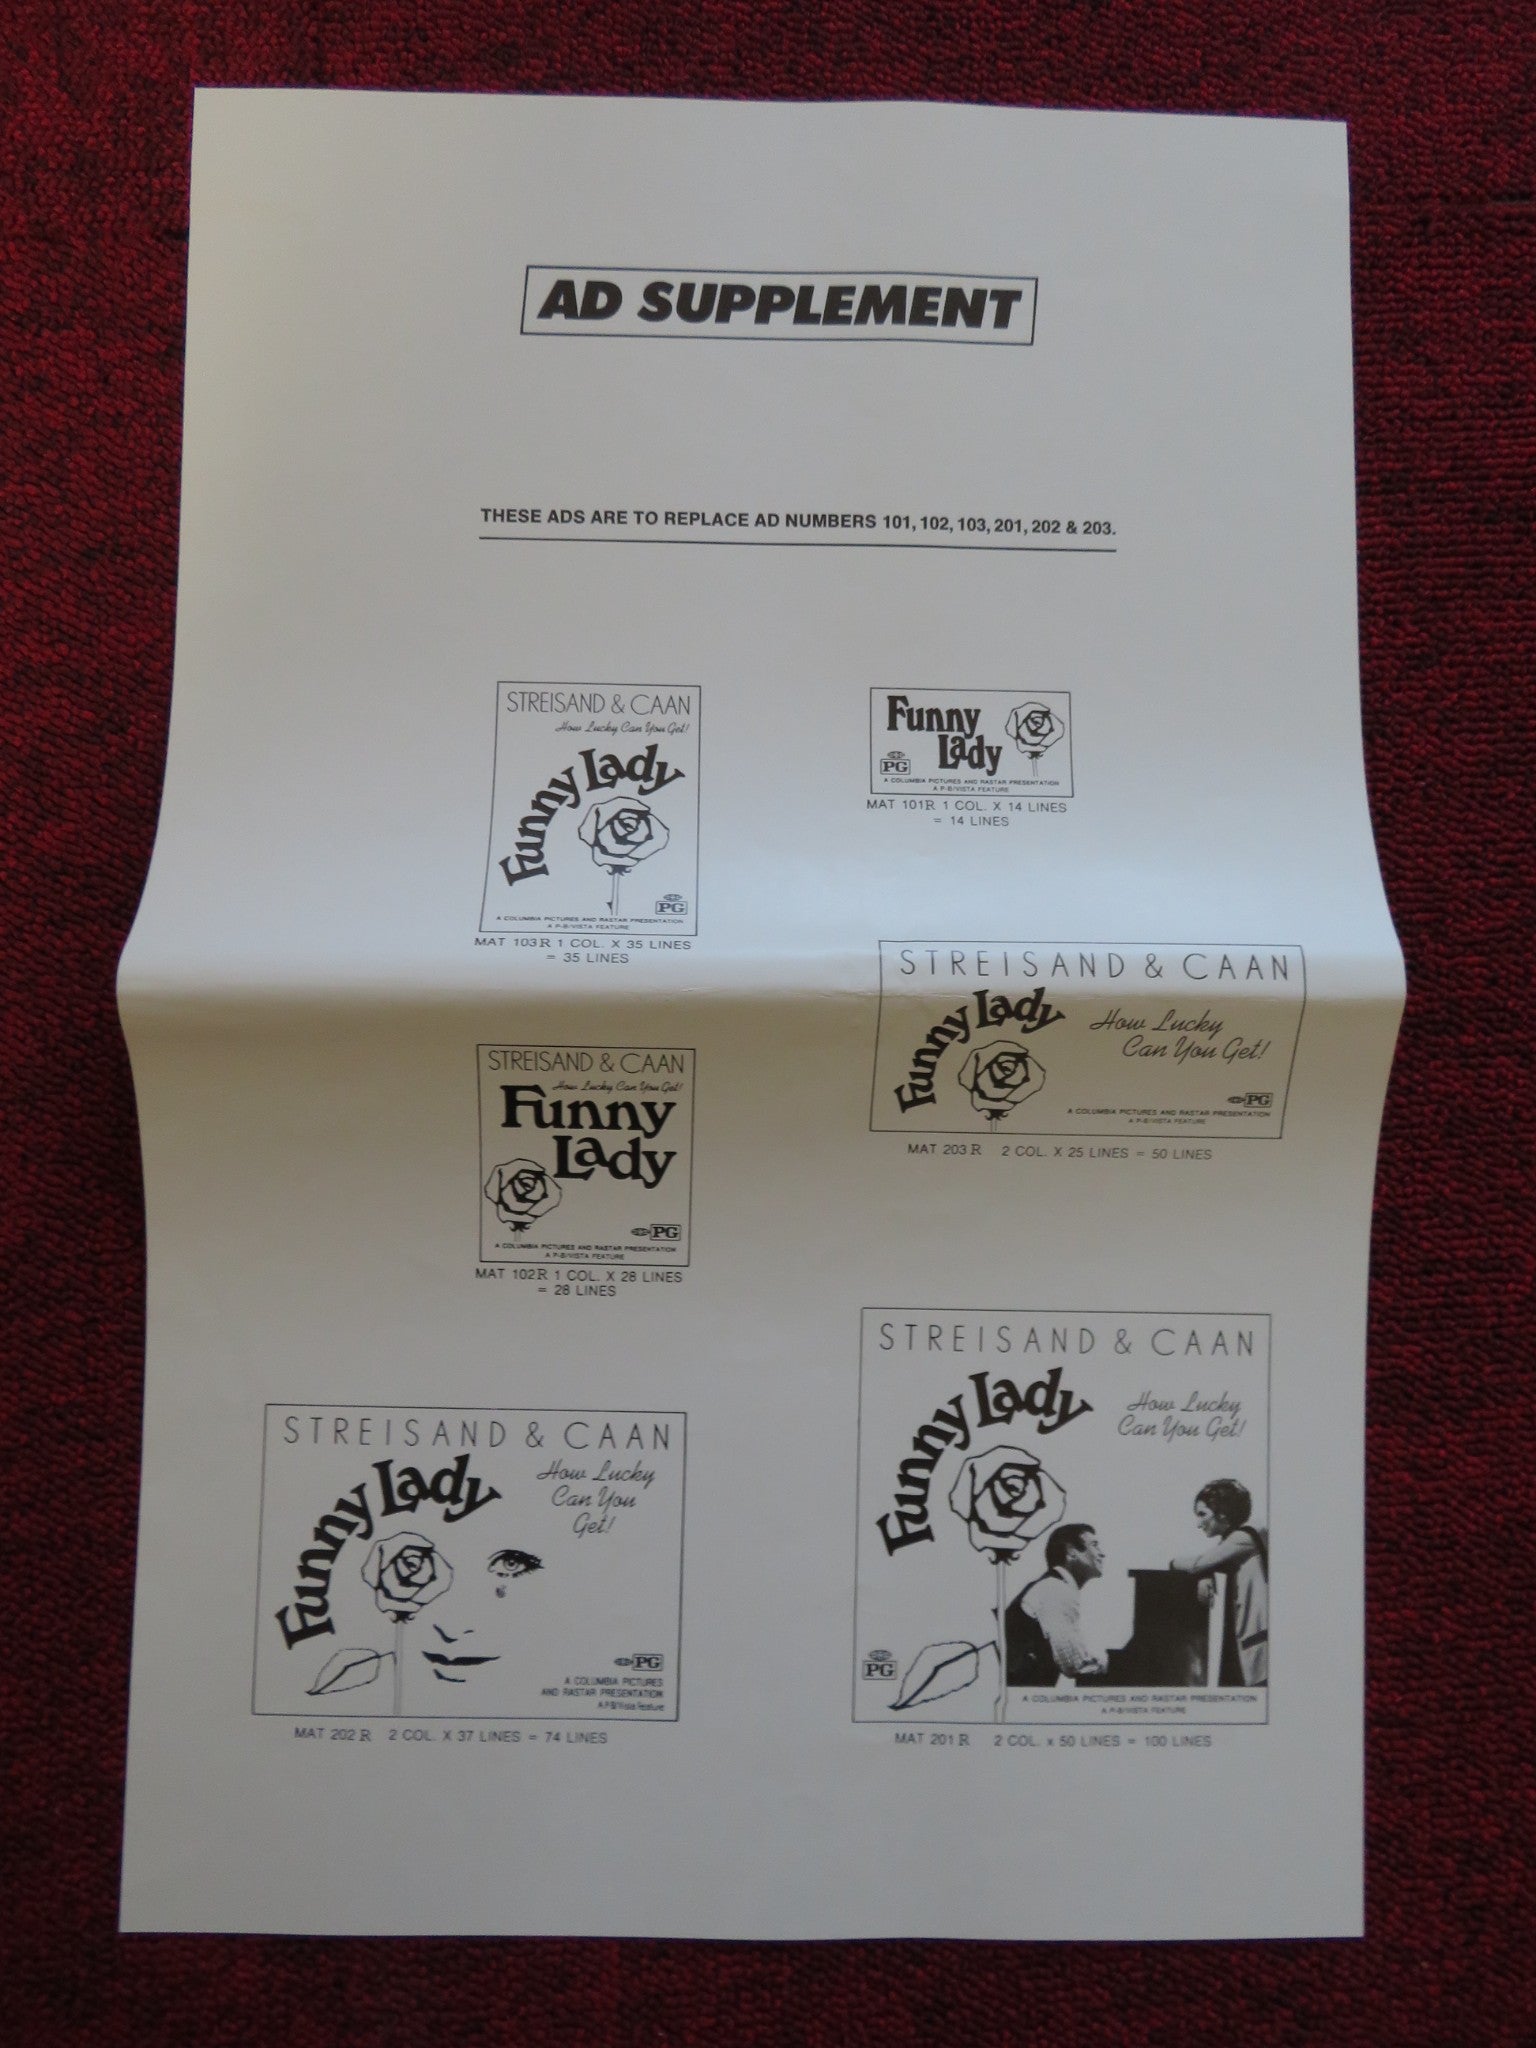 AD SUPPLEMENT
THESE ADS ARE TO REPLACE AD NUMBERS 101, 102, 103, 201, 202 & 203.
STREISAND & CAAN
How Lucky Can You Get!
Funny Lady
PG
A COLUMBIA PICTURES AND RASTAR PRESENTATION
A P-B/VISTA FEATURE
MAT 103R 1 COL. X 35 LINES
= 35 LINES
Funny
Lady
PG
A COLUMBIA PICTURES AND RASTAR PRESENTATION
A P-B/VISTA FEATURE
MAT 101R 1 COL. X 14 LINES
= 14 LINES
STREISAND & CAAN
Funny Lady
How Lucky
Can You Get!
PG
A COLUMBIA PICTURES AND RASTAR PRESENTATION
A P-B/VISTA FEATURE
MAT 203 R 2 COL. X 25 LINES = 50 LINES
STREISAND & CAAN
How Lucky Can You Get!
Funny
Lady
PG
A COLUMBIA PICTURES AND RASTAR PRESENTATION
A P-B/VISTA FEATURE
MAT 102R 1 COL. X 28 LINES
= 28 LINES
STREISAND & CAAN
Funny Lady
How Lucky
Can You
Get!
PG
A COLUMBIA PICTURES
AND RASTAR PRESENTATION
A P-B/Vista Feature
MAT 202 R 2 COL. X 37 LINES = 74 LINES
STREISAND & CAAN
Funny Lady
How Lucky
Can You Get!
PG
A COLUMBIA PICTURES AND RASTAR PRESENTATION
A P-B/VISTA FEATURE
MAT 201 R 2 COL. x 50 LINES = 100 LINES